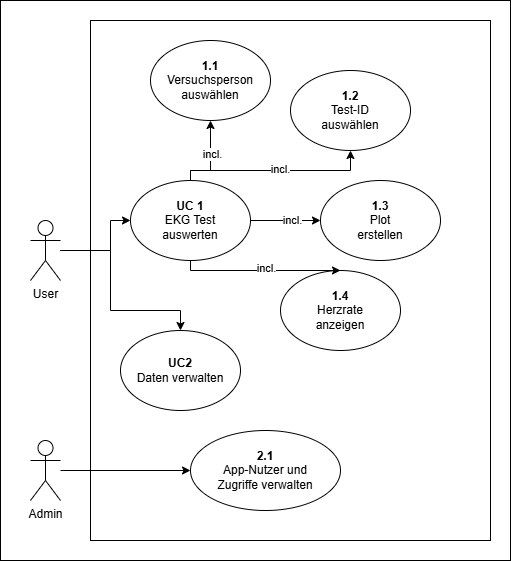 1.1
Versuchsperson
auswählen
1.2
Test-ID
auswählen
incl.
incl.
UC 1
EKG Test
auswerten
incl.
1.3
Plot
erstellen
incl.
1.4
Herzrate
anzeigen
User
UC2
Daten verwalten
2.1
App-Nutzer und
Zugriffe verwalten
Admin